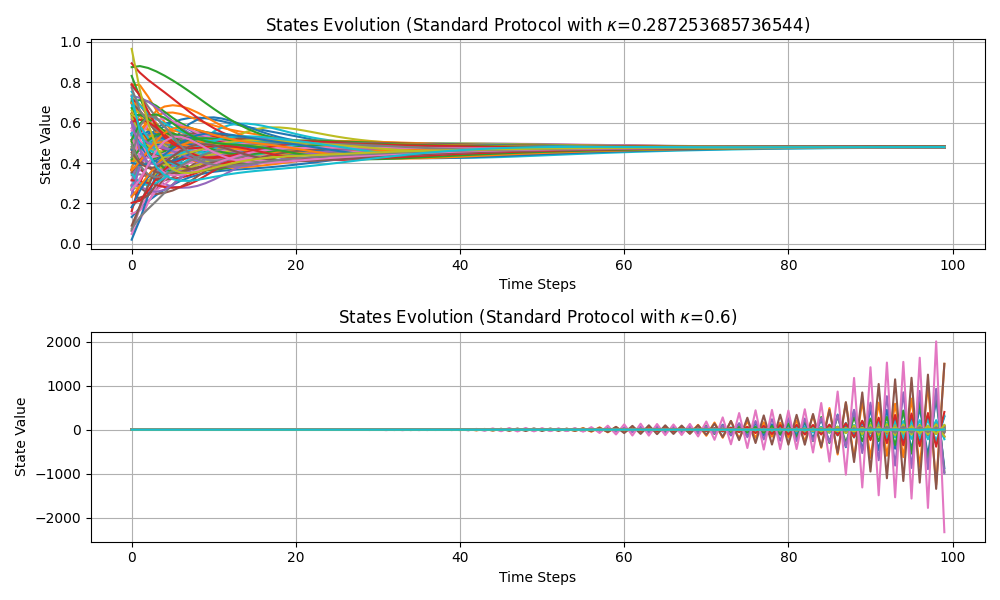 States Evolution (Standard Protocol with κ=0.287253685736544)
1.0
0.8
0.6
0.4
0.2
0.0
State Value
0 20 40 60 80 100
Time Steps
States Evolution (Standard Protocol with κ=0.6)
2000
1000
0
−1000
−2000
State Value
0 20 40 60 80 100
Time Steps